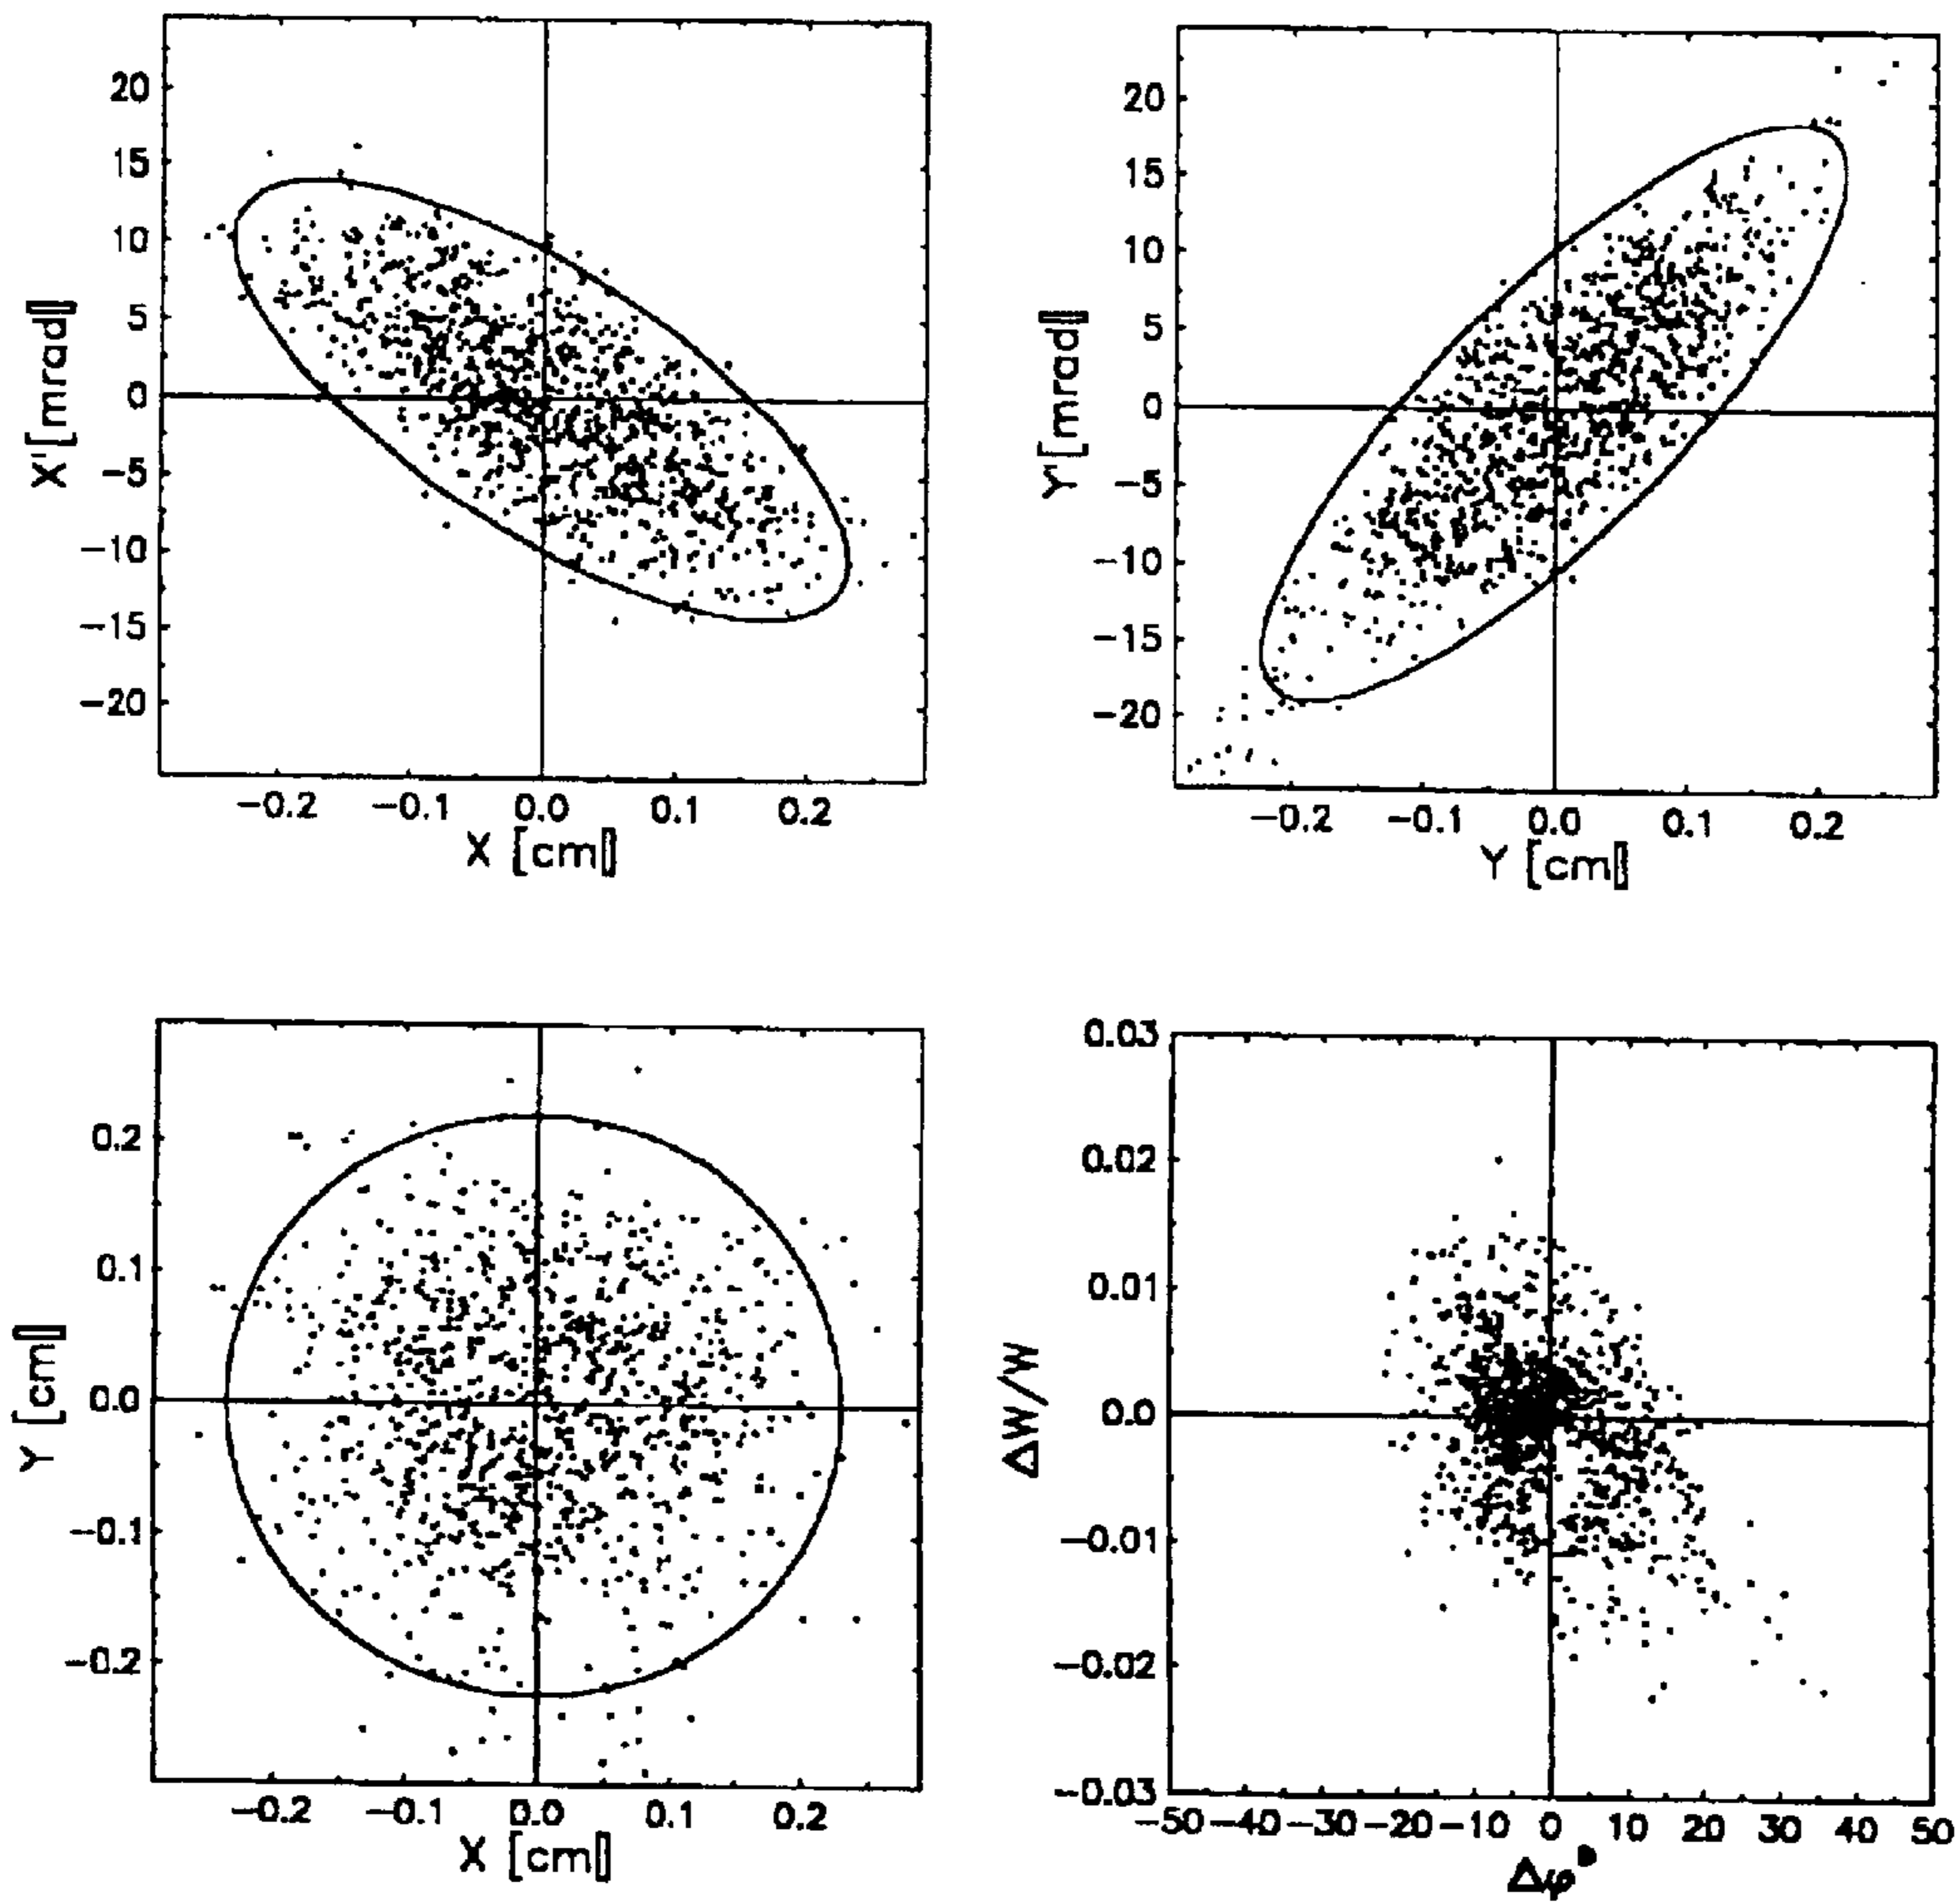 20
15
10
5
0
−5
−10
−15
−20
X'[mrad]
−0.2 −0.1 0.0 0.1 0.2
X [cm]
20
15
10
5
0
−5
−10
−15
−20
Y'[mrad]
−0.2 −0.1 0.0 0.1 0.2
Y [cm]
0.2
0.1
0.0
−0.1
−0.2
Y [cm]
−0.2 −0.1 0.0 0.1 0.2
X [cm]
0.03
0.02
0.01
0.0
−0.01
−0.02
−0.03
ΔW/W
−50 −40 −30 −20 −10 0 10 20 30 40 50
Δφ°